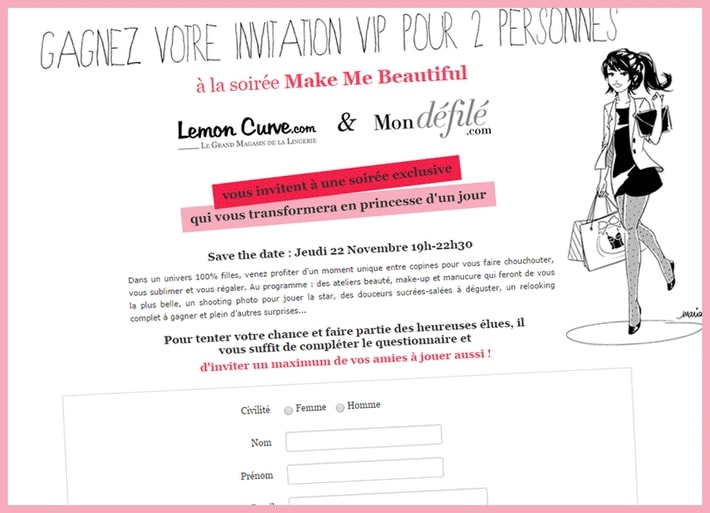 GAGNEZ VOTRE INVITATION VIP POUR 2 PERSONNES
à la soirée Make Me Beautiful
Lemon Curve.com & Mon défilé .com
LE GRAND MAGASIN DE LA LINGERIE
vous invitent à une soirée exclusive
qui vous transformera en princesse d'un jour
Save the date : Jeudi 22 Novembre 19h-22h30
Dans un univers 100% filles, venez profiter d'un moment unique entre copines pour vous faire chouchouter,
vous sublimer et vous régaler. Au programme : des ateliers beauté, make-up et manucure qui feront de vous
la plus belle, un shooting photo pour jouer la star, des douceurs sucrées-salées à déguster, un relooking
complet à gagner et plein d'autres surprises...
Pour tenter votre chance et faire partie des heureuses élues, il
vous suffit de compléter le questionnaire et
d'inviter un maximum de vos amies à jouer aussi !
Civilité Femme Homme
Nom
Prénom